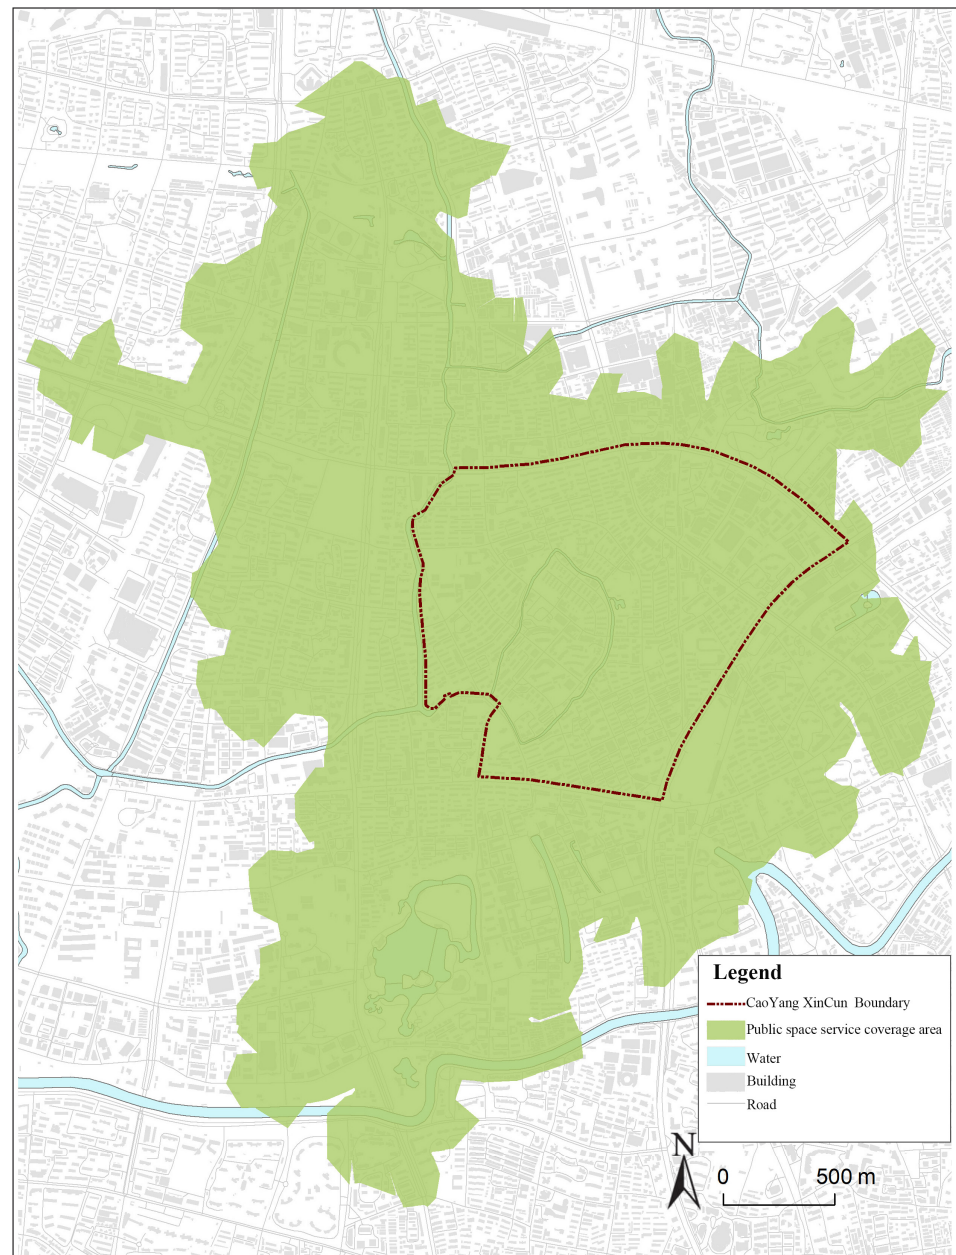 Legend
CaoYang XinCun Boundary
Public space service coverage area
Water
Building
Road
N
0 500 m